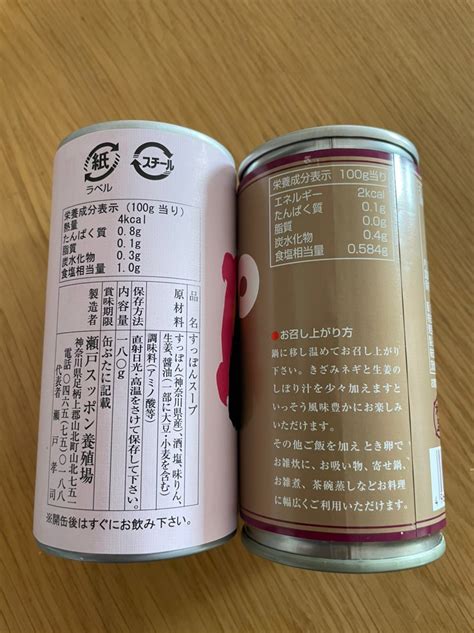 紙
ラベル
スチール
栄養成分表示（100g当り）
熱量 4kcal
たんぱく質 0.8g
脂質 0.1g
炭水化物 0.3g
食塩相当量 1.0g
品名 すっぽんスープ
原材料 すっぽん（神奈川県産）、酒、塩、味りん、
生姜、醤油（一部に大豆・小麦を含む）
調味料（アミノ酸等）
保存方法 直射日光・高温をさけて保存して下さい。
内容量 一八〇g
賞味期限 缶ぶたに記載
製造者 瀬戸スッポン養殖場
神奈川県足柄上郡山北町山北七五一
電話 〇四六五（七五）〇一八八
代表者 瀬戸孝司
※開缶後はすぐにお飲み下さい。
栄養成分表示 100g当り
エネルギー 2kcal
たんぱく質 0.1g
脂質 0.0g
炭水化物 0.4g
食塩相当量 0.584g
●お召し上がり方
鍋に移し温めてお召し上がり下
さい。きざみネギと生姜の
しぼり汁を少々加えますと
いっそう風味豊かにお楽しみ
いただけます。
その他ご飯を加えとき卵で
お雑炊に、お吸い物、寄せ鍋、
お雑煮、茶碗蒸しなどお料理
に幅広くご利用いただけます。